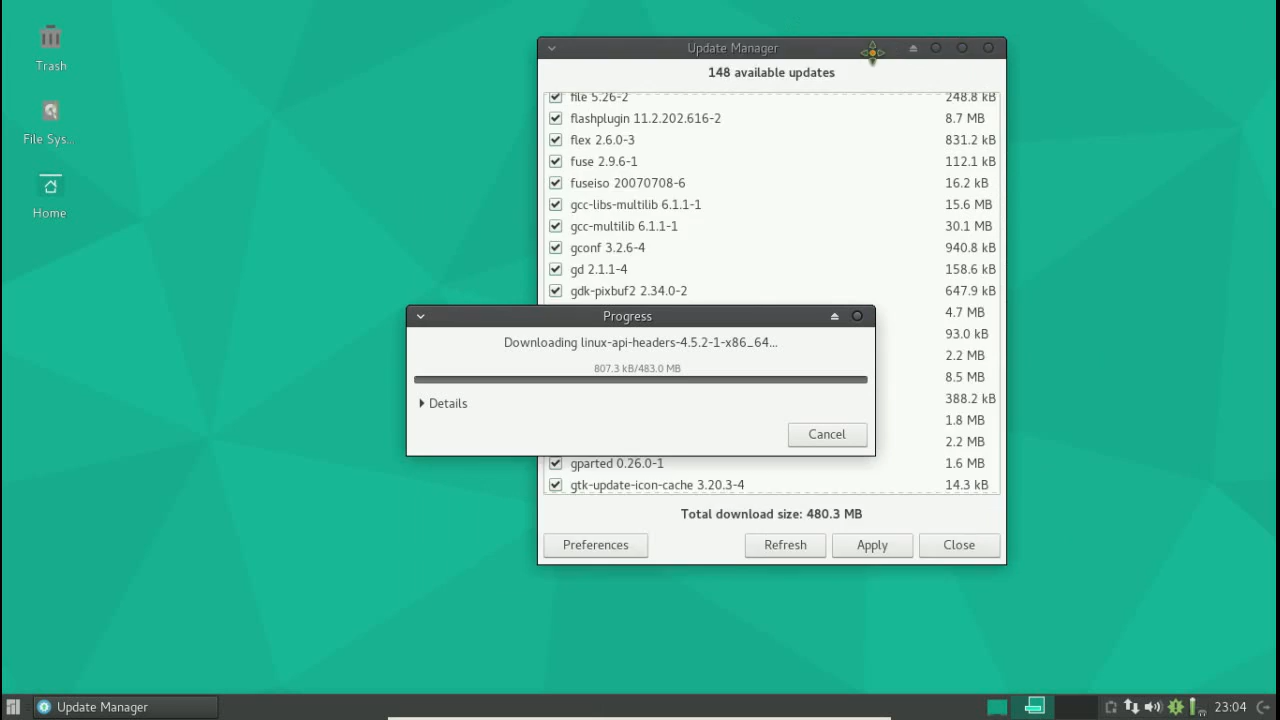 Trash
File Sys...
Home
Update Manager
148 available updates
file 5.26-2 248.8 kB
flashplugin 11.2.202.616-2 8.7 MB
flex 2.6.0-3 831.2 kB
fuse 2.9.6-1 112.1 kB
fuseiso 20070708-6 16.2 kB
gcc-libs-multilib 6.1.1-1 15.6 MB
gcc-multilib 6.1.1-1 30.1 MB
gconf 3.2.6-4 940.8 kB
gd 2.1.1-4 158.6 kB
gdk-pixbuf2 2.34.0-2 647.9 kB
4.7 MB
93.0 kB
2.2 MB
8.5 MB
388.2 kB
1.8 MB
2.2 MB
gparted 0.26.0-1 1.6 MB
gtk-update-icon-cache 3.20.3-4 14.3 kB
Total download size: 480.3 MB
Preferences Refresh Apply Close
Progress
Downloading linux-api-headers-4.5.2-1-x86_64...
807.3 kB/483.0 MB
Details
Cancel
Update Manager
23:04